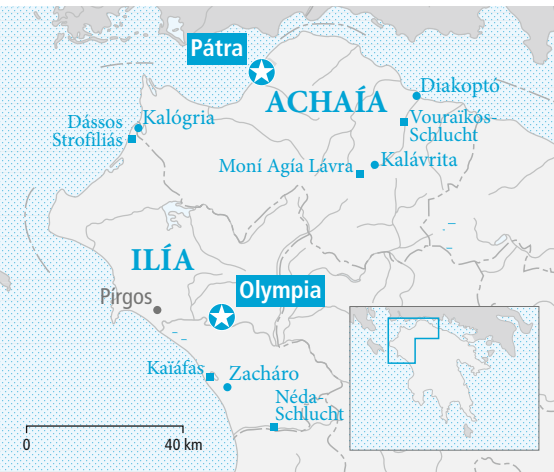 Pátra
Diakoptó
ACHAÍA
Dássos
Strofiliás
Kalógria
Vouraïkós-
Schlucht
Moní Agía Lávra
Kalávrita
ILÍA
Olympia
Pírgos
Kaïáfas
Zacháro
Néda-
Schlucht
0
40 km